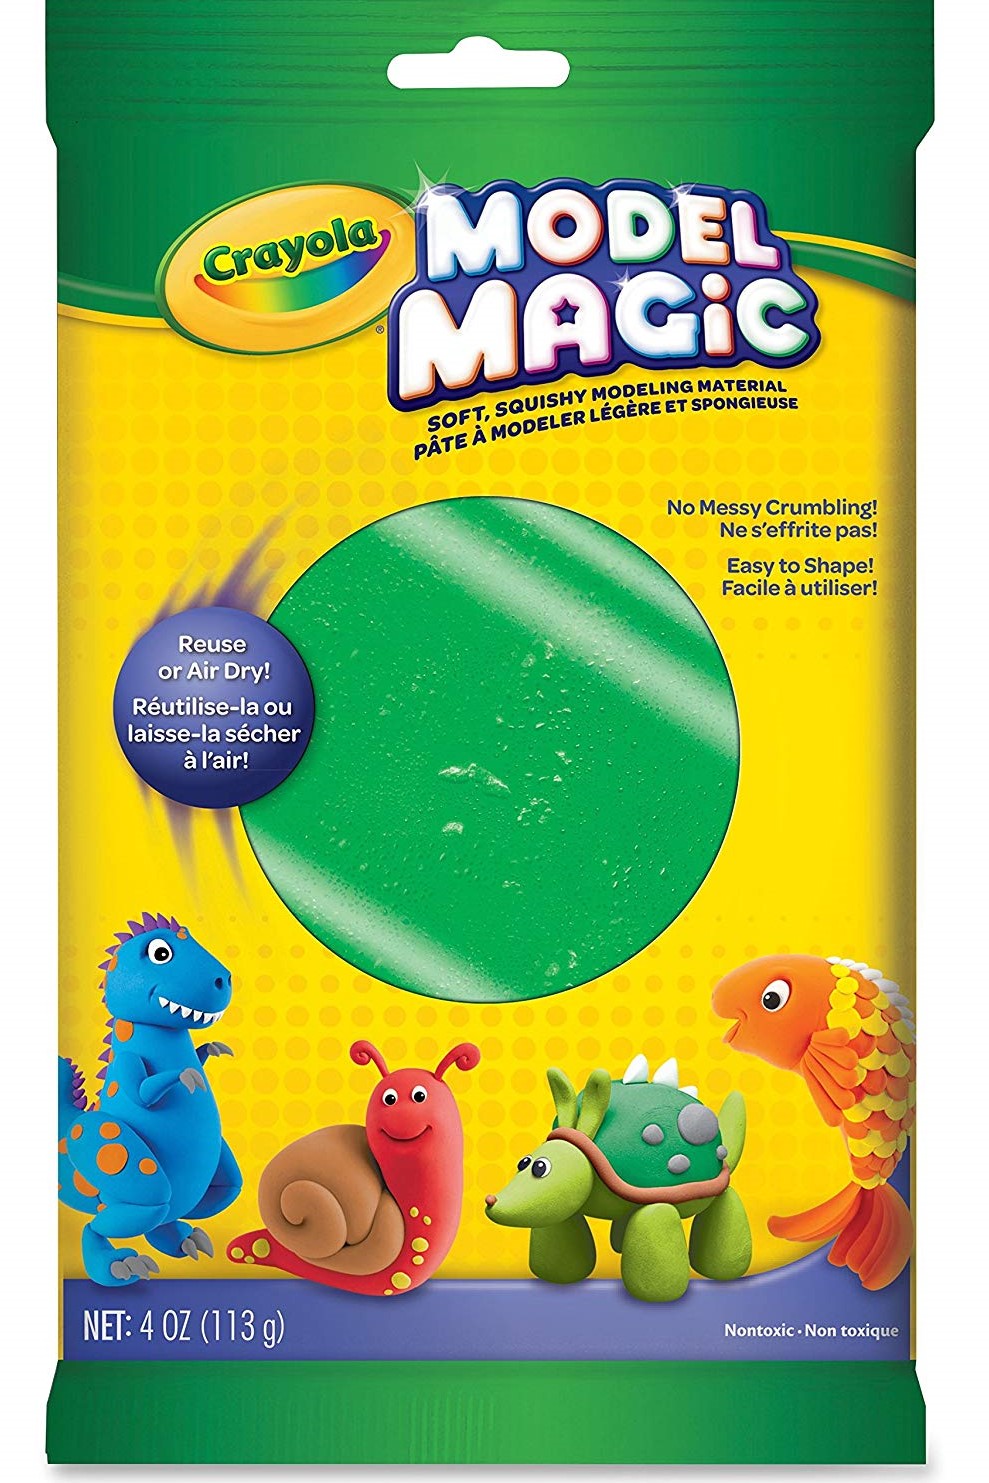 Crayola
®
MODEL
MAGiC
SOFT, SQUISHY MODELING MATERIAL
PÂTE À MODELER LÉGÈRE ET SPONGIEUSE
No Messy Crumbling!
Ne s'effrite pas!
Easy to Shape!
Facile à utiliser!
Reuse
or Air Dry!
Réutilise-la ou
laisse-la sécher
à l'air!
NET: 4 OZ (113 g)
Nontoxic • Non toxique